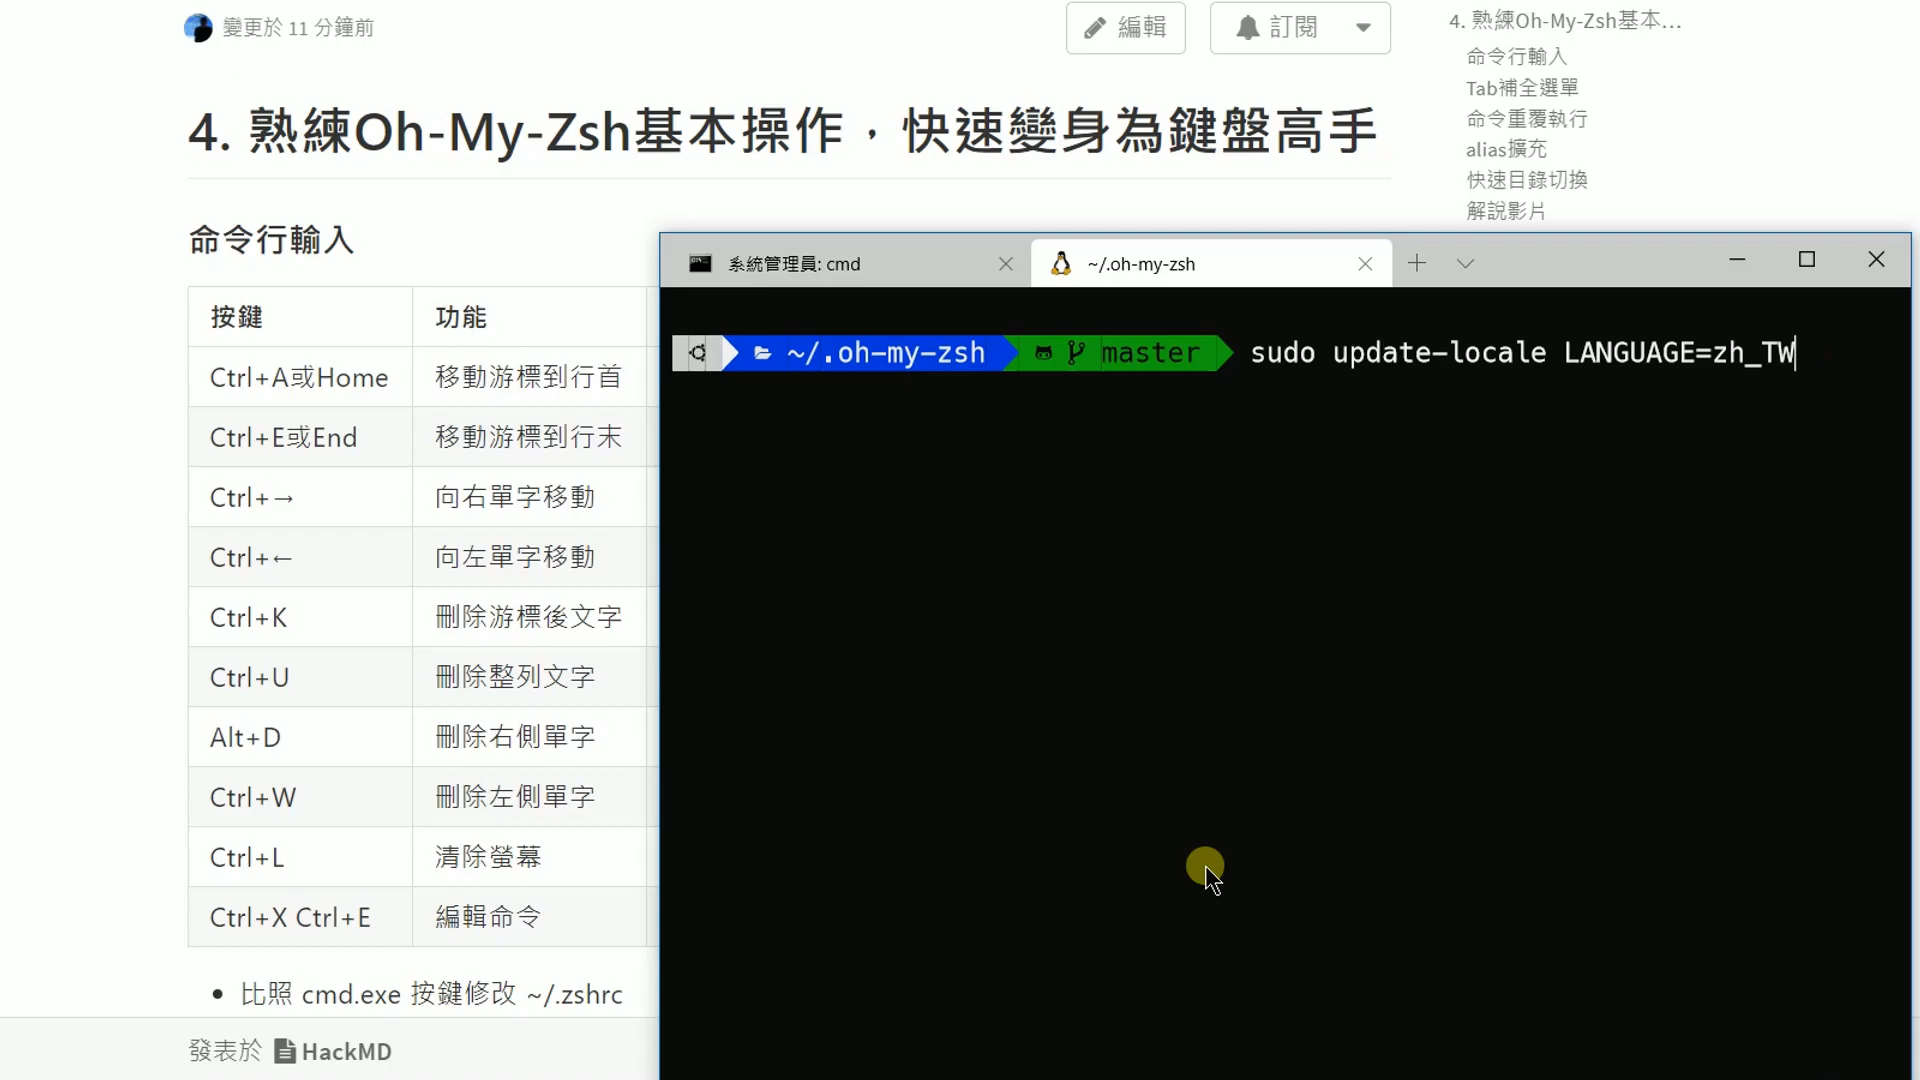 變更於 11 分鐘前
編輯
訂閱
4. 熟練Oh-My-Zsh基本操作，快速變身為鍵盤高手
命令行輸入
按鍵 功能
Ctrl+A或Home 移動游標到行首
Ctrl+E或End 移動游標到行末
Ctrl+→ 向右單字移動
Ctrl+← 向左單字移動
Ctrl+K 刪除游標後文字
Ctrl+U 刪除整列文字
Alt+D 刪除右側單字
Ctrl+W 刪除左側單字
Ctrl+L 清除螢幕
Ctrl+X Ctrl+E 編輯命令
比照 cmd.exe 按鍵修改 ~/.zshrc
發表於 HackMD
4. 熟練Oh-My-Zsh基本...
命令行輸入
Tab補全選單
命令重覆執行
alias擴充
快速目錄切換
解說影片
系統管理員: cmd
~/.oh-my-zsh
~/.oh-my-zsh master sudo update-locale LANGUAGE=zh_TW